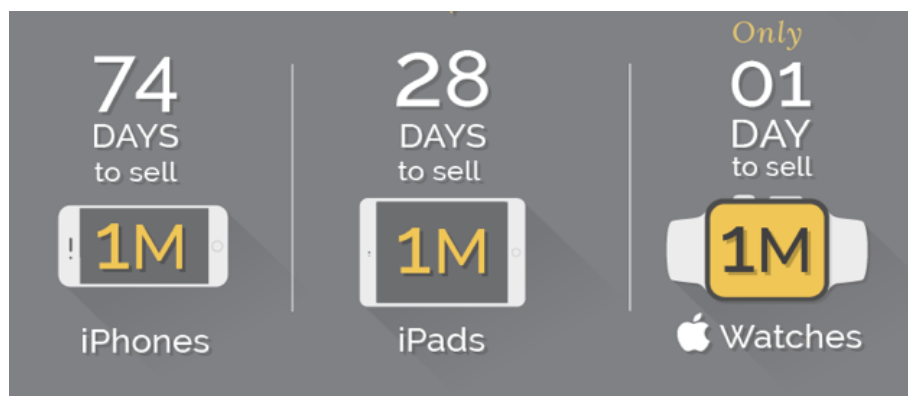 74
DAYS
to sell
1M
iPhones
28
DAYS
to sell
1M
iPads
Only
01
DAY
to sell
1M
Watches